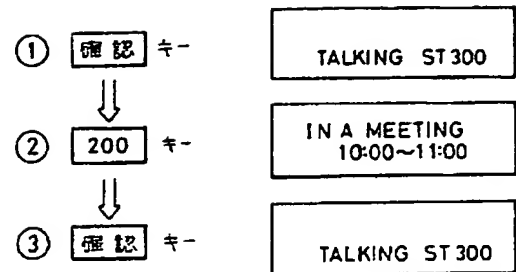 ① 確認 キー
TALKING ST300
② 200 キー
IN A MEETING
10:00～11:00
③ 確認 キー
TALKING ST300